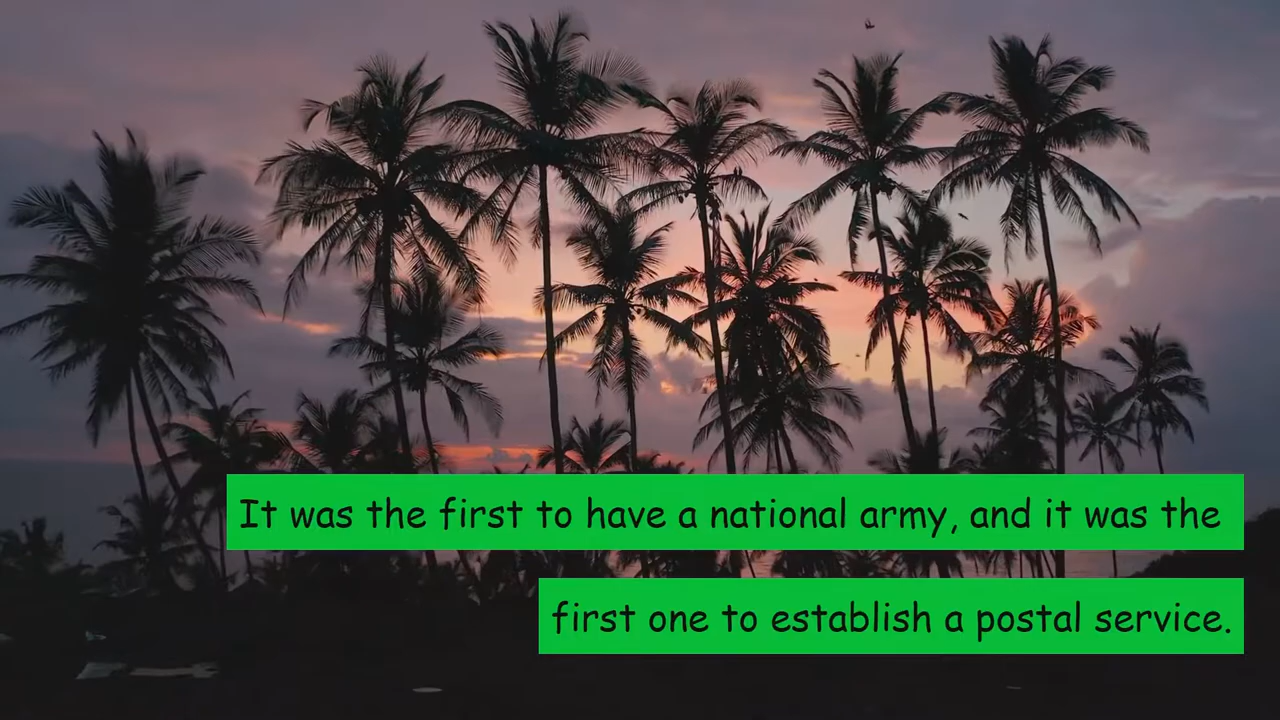 It was the first to have a national army, and it was the
first one to establish a postal service.